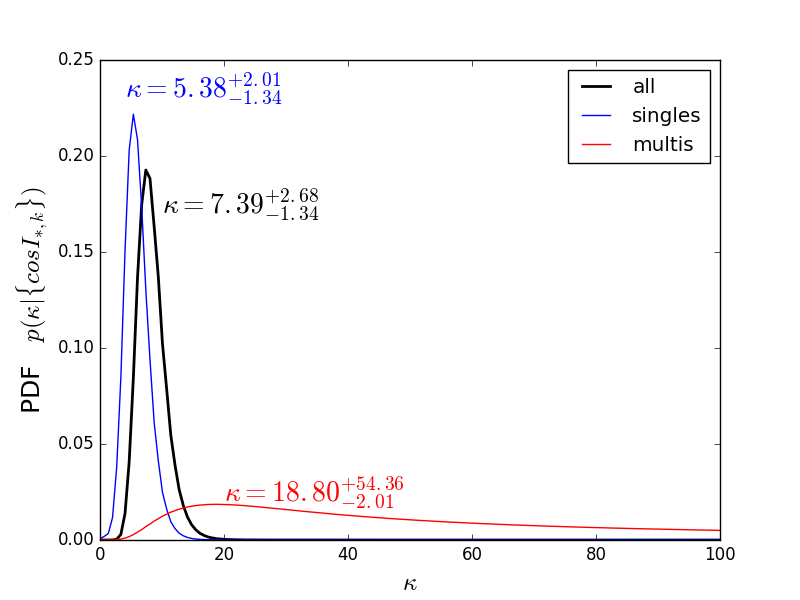 0.25
0.20
0.15
0.10
0.05
0.00
0
20
40
60
80
100
κ
PDF p(κ|{cosI_{*,k}})
κ = 5.38^{+2.01}_{-1.34}
κ = 7.39^{+2.68}_{-1.34}
κ = 18.80^{+54.36}_{-2.01}
all
singles
multis